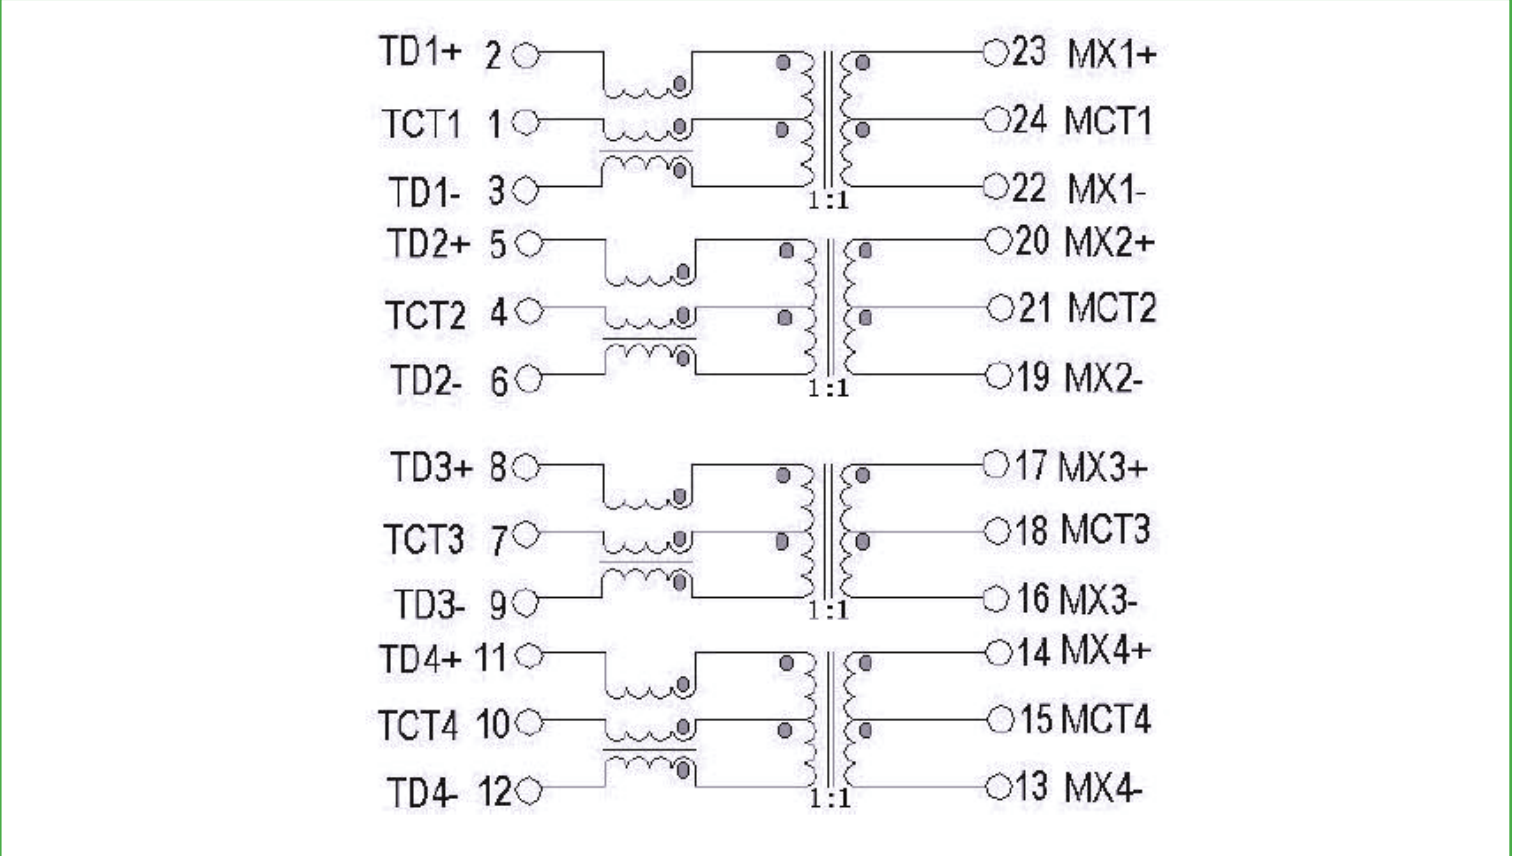 TD1+ 2 23 MX1+
TCT1 1 24 MCT1
TD1- 3 22 MX1-
1:1
TD2+ 5 20 MX2+
TCT2 4 21 MCT2
TD2- 6 19 MX2-
1:1
TD3+ 8 17 MX3+
TCT3 7 18 MCT3
TD3- 9 16 MX3-
1:1
TD4+ 11 14 MX4+
TCT4 10 15 MCT4
TD4- 12 13 MX4-
1:1